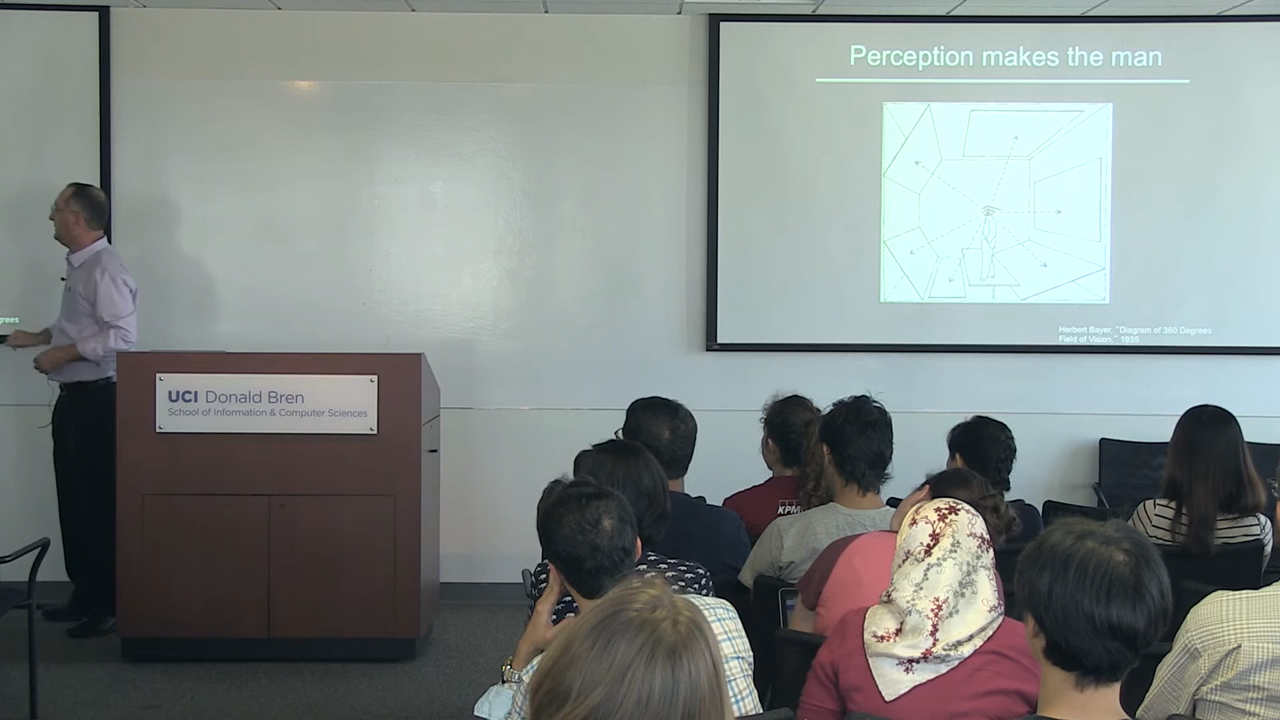 Perception makes the man
Herbert Bayer, "Diagram of 360 Degrees
Field of Vision," 1935
grees
UCI Donald Bren
School of Information & Computer Sciences
KPM